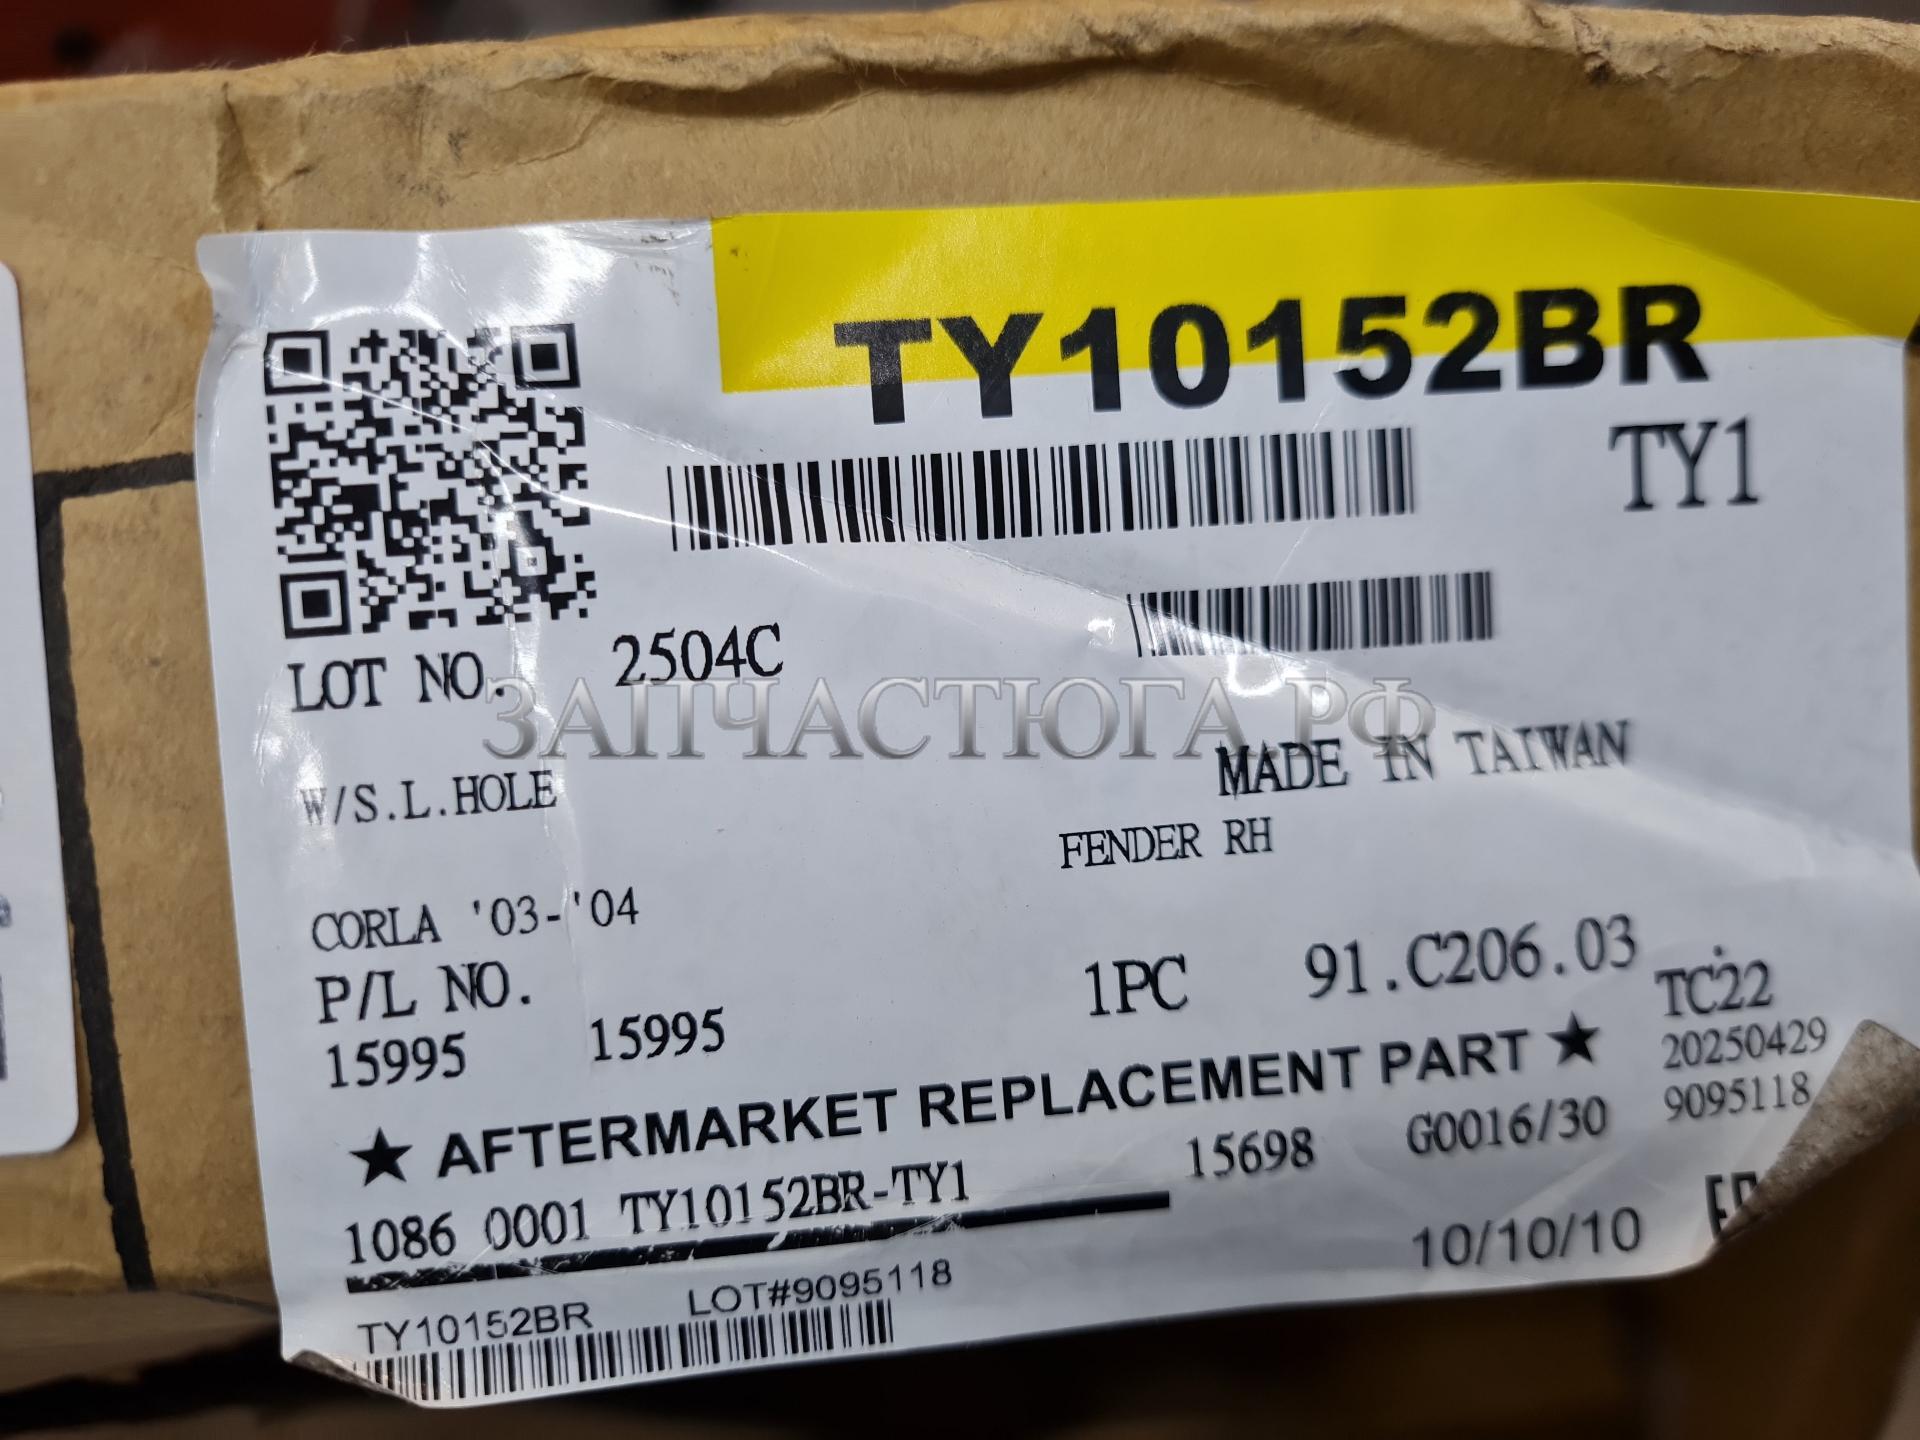 TY10152BR
TY1
LOT NO. 2504C
ЗАПЧАСТЮГА.РФ
MADE IN TAIWAN
W/S.L.HOLE
FENDER RH
CORLA '03-'04
P/L NO.
1PC 91.C206.03
TC22
15995 15995
20250429
★ AFTERMARKET REPLACEMENT PART ★
9095118
1086 0001 TY10152BR-TY1 15698 G0016/30
10/10/10
TY10152BR LOT#9095118